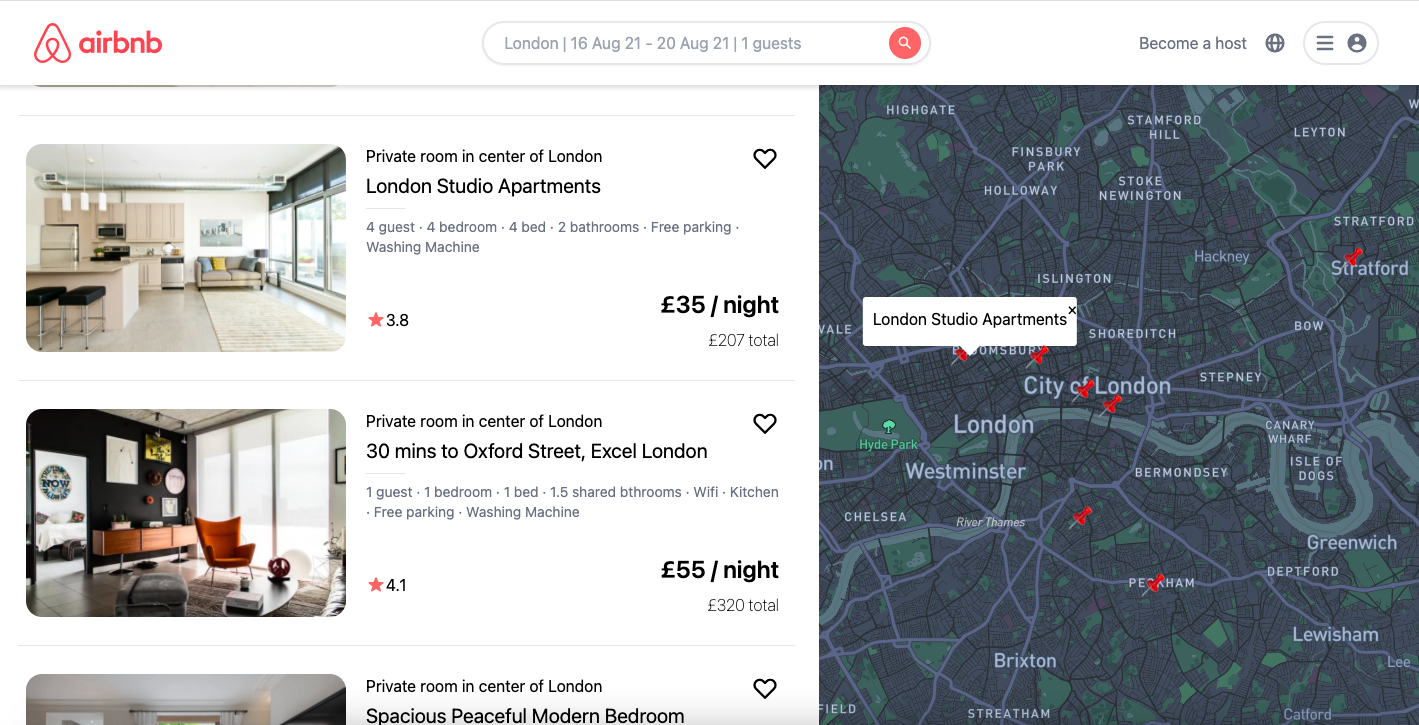 airbnb
London | 16 Aug 21 - 20 Aug 21 | 1 guests
Become a host
Private room in center of London
London Studio Apartments
4 guest · 4 bedroom · 4 bed · 2 bathrooms · Free parking ·
Washing Machine
3.8
£35 / night
£207 total
NOW
Private room in center of London
30 mins to Oxford Street, Excel London
1 guest · 1 bedroom · 1 bed · 1.5 shared bthrooms · Wifi · Kitchen
· Free parking · Washing Machine
4.1
£55 / night
£320 total
Private room in center of London
Spacious Peaceful Modern Bedroom
HIGHGATE
STAMFORD
HILL
LEYTON
FINSBURY
PARK
HOLLOWAY
STOKE
NEWINGTON
STRATFORD
Hackney
Stratford
ISLINGTON
London Studio Apartments
×
VALE
SHOREDITCH
BOW
OOMSBURY
STEPNEY
City of London
London
Hyde Park
CANARY
WHARF
on
Westminster
BERMONDSEY
ISLE OF
DOGS
CHELSEA
River Thames
Greenwich
DEPTFORD
PECKHAM
Lewisham
Brixton
Lee
FIELD
STREATHAM
Catford